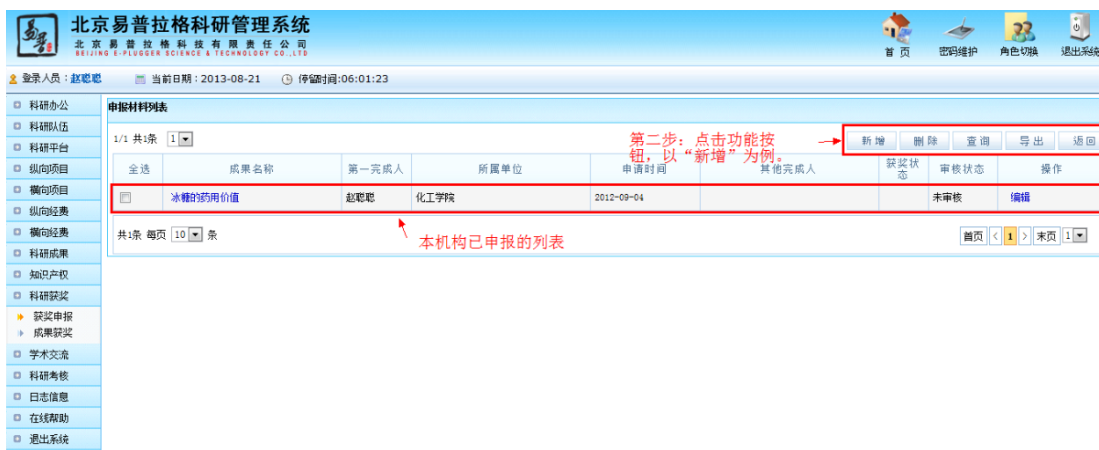 北京易普拉格科研管理系统
北京易普拉格科技有限责任公司
BEIJING E-PLUGGER SCIENCE & TECHNOLOGY CO.,LTD
首页 密码维护 角色切换 退出系统
登录人员：赵聪聪 当前日期：2013-08-21 停留时间:06:01:23
科研办公
科研队伍
科研平台
纵向项目
横向项目
纵向经费
横向经费
科研成果
知识产权
科研获奖
获奖申报
成果获奖
学术交流
科研考核
日志信息
在线帮助
退出系统
申报材料列表
1/1 共1条 1
第二步：点击功能按
钮，以“新增”为例。
新增 删除 查询 导出 返回
全选 成果名称 第一完成人 所属单位 申请时间 其他完成人 获奖状态 审核状态 操作
冰糖的药用价值 赵聪聪 化工学院 2012-09-04 未审核 编辑
共1条 每页 10 条 首页 < 1 > 末页 1
本机构已申报的列表